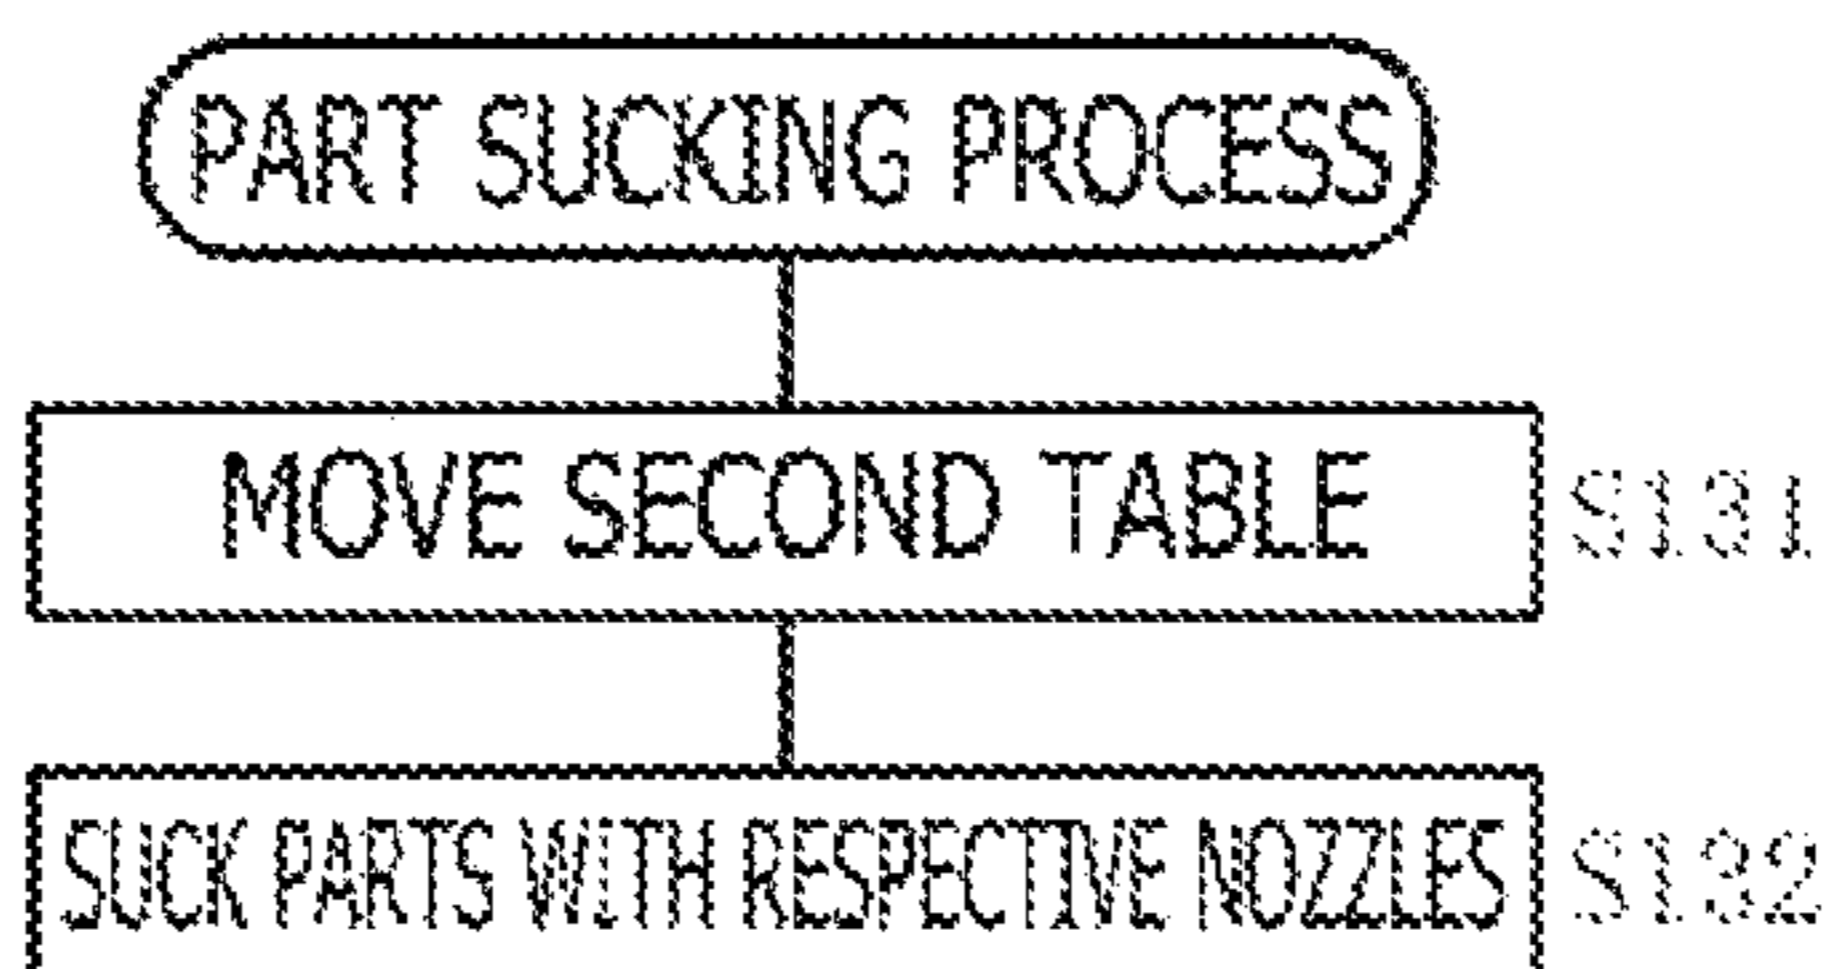 PART SUCKING PROCESS
MOVE SECOND TABLE S131
SUCK PARTS WITH RESPECTIVE NOZZLES S132